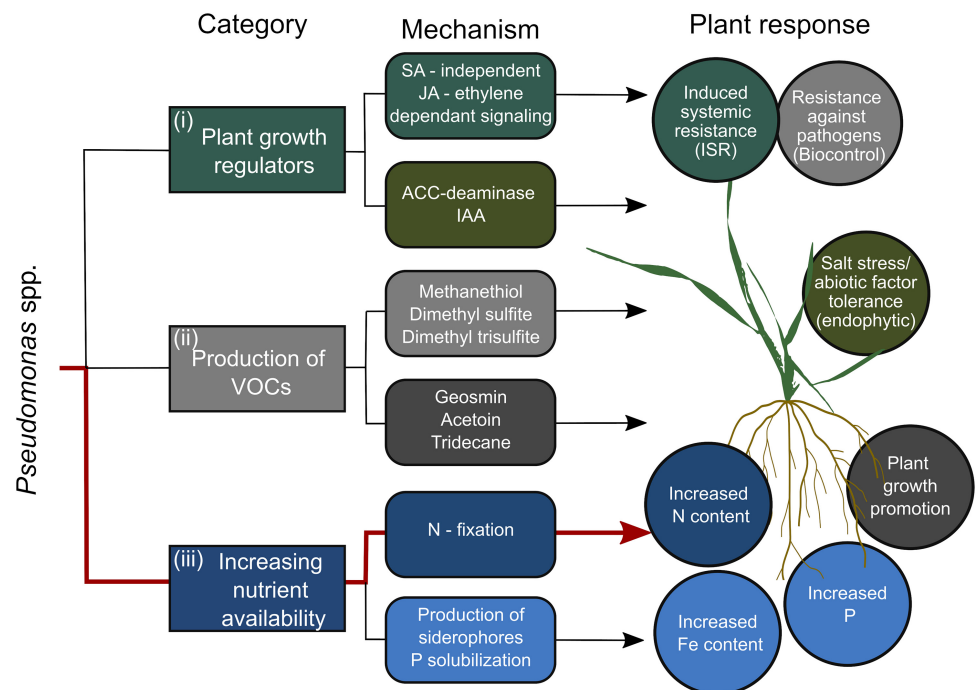 Category
Mechanism
Plant response
Pseudomonas spp.
(i)
Plant growth
regulators
SA - independent
JA - ethylene
dependant signaling
ACC-deaminase
IAA
(ii)
Production of
VOCs
Methanethiol
Dimethyl sulfite
Dimethyl trisulfite
Geosmin
Acetoin
Tridecane
(iii)
Increasing
nutrient
availability
N - fixation
Production of
siderophores
P solubilization
Induced
systemic
resistance
(ISR)
Resistance
against
pathogens
(Biocontrol)
Salt stress/
abiotic factor
tolerance
(endophytic)
Plant
growth
promotion
Increased
N content
Increased
P
Increased
Fe content